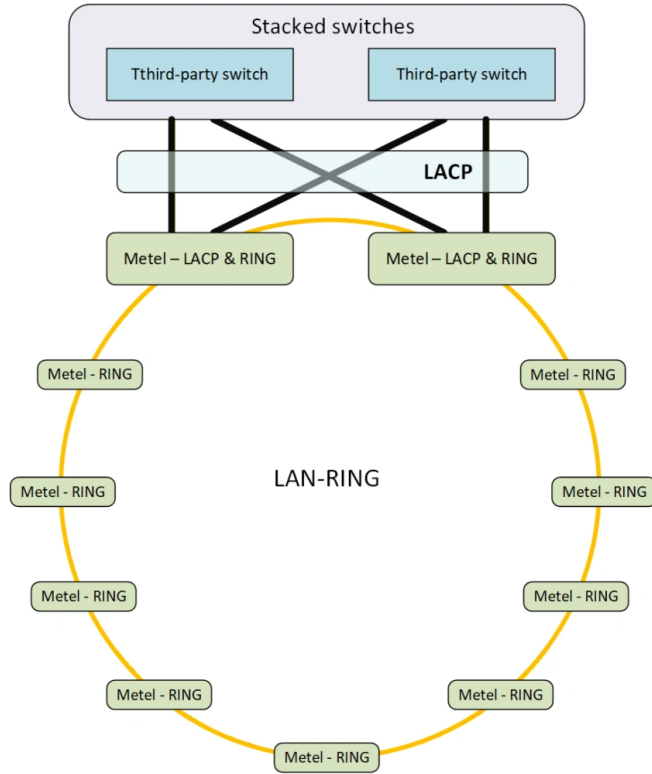 Stacked switches
Tthird-party switch
Third-party switch
LACP
Metel – LACP & RING
Metel – LACP & RING
Metel - RING
Metel - RING
LAN-RING
Metel - RING
Metel - RING
Metel - RING
Metel - RING
Metel - RING
Metel - RING
Metel - RING